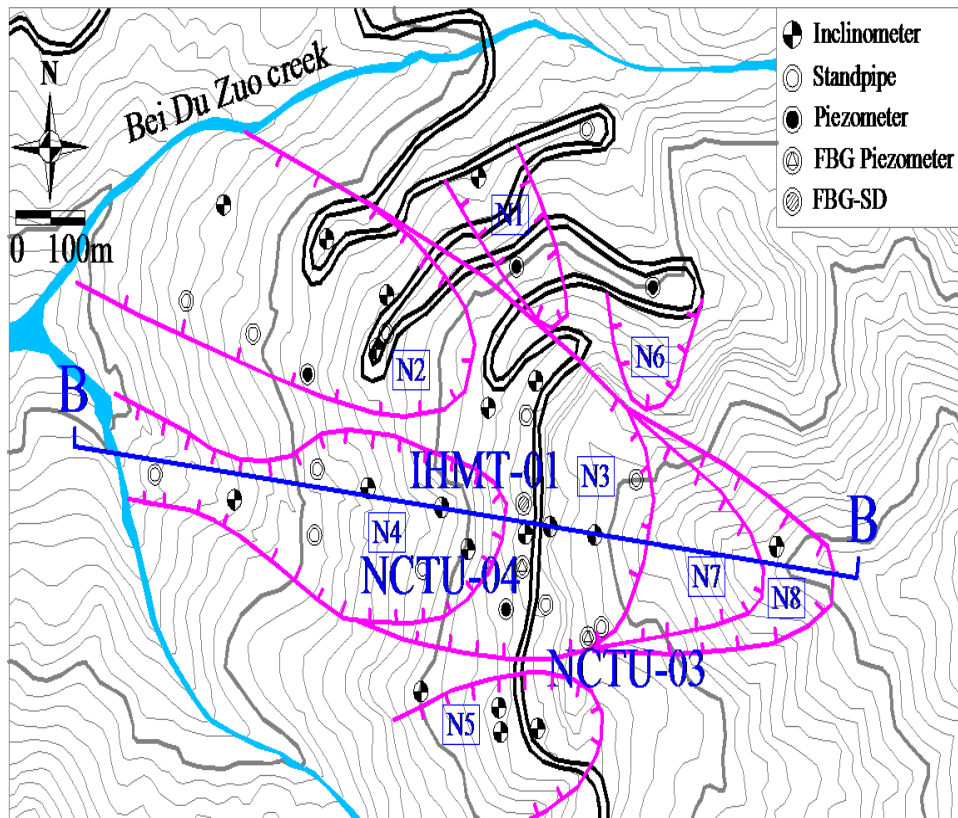 Inclinometer
Standpipe
Piezometer
FBG Piezometer
FBG-SD
N
Bei Du Zuo creek
0 100m
N1
N2
N6
B
IHMT-01
N3
B
N4
NCTU-04
N7
N8
NCTU-03
N5